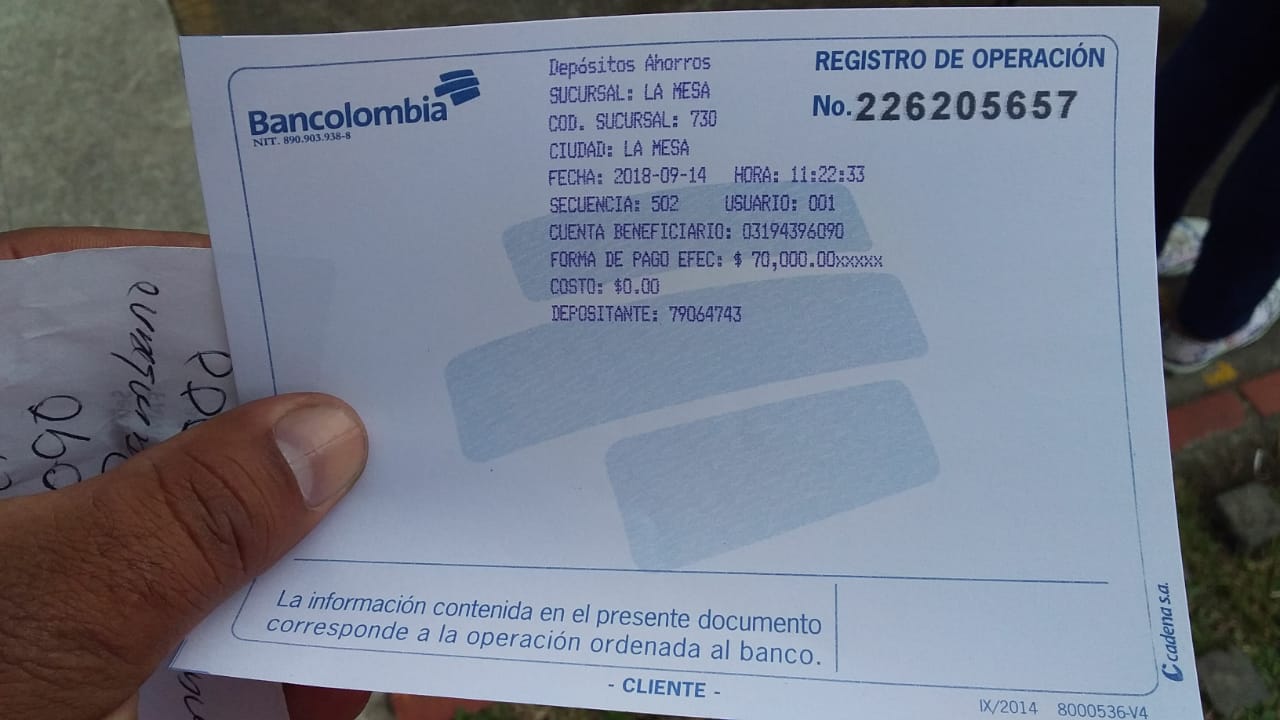 Bancolombia
NIT. 890.903.938-8
Depósitos Ahorros
SUCURSAL: LA MESA
COD. SUCURSAL: 730
CIUDAD: LA MESA
FECHA: 2018-09-14 HORA: 11:22:33
SECUENCIA: 502 USUARIO: 001
CUENTA BENEFICIARIO: 03194396090
FORMA DE PAGO EFEC: $ 70,000.00xxxxx
COSTO: $0.00
DEPOSITANTE: 79064743
REGISTRO DE OPERACIÓN
No. 226205657
La información contenida en el presente documento
corresponde a la operación ordenada al banco.
- CLIENTE -
IX/2014 8000536-V4
cadena s.a.